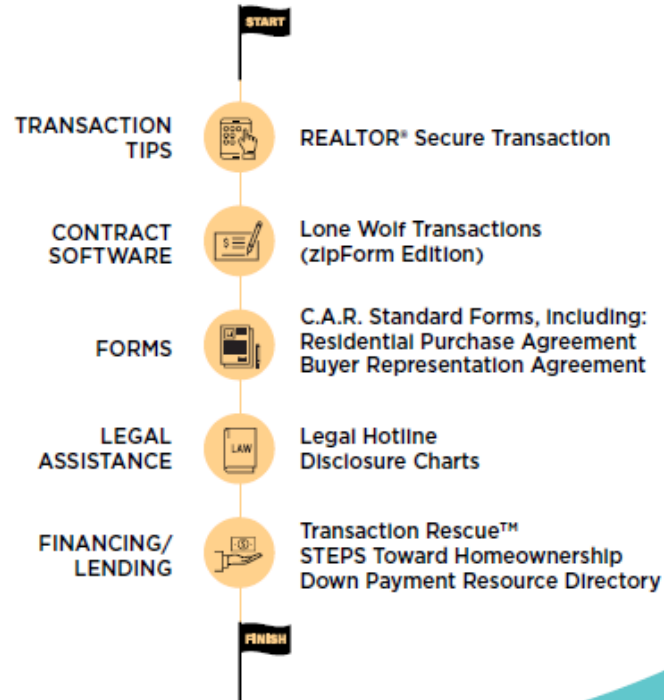 START
TRANSACTION
TIPS
REALTOR® Secure Transaction
CONTRACT
SOFTWARE
Lone Wolf Transactions
(zipForm Edition)
FORMS
C.A.R. Standard Forms, Including:
Residential Purchase Agreement
Buyer Representation Agreement
LEGAL
ASSISTANCE
LAW
Legal Hotline
Disclosure Charts
FINANCING/
LENDING
Transaction Rescue™
STEPS Toward Homeownership
Down Payment Resource Directory
FINISH